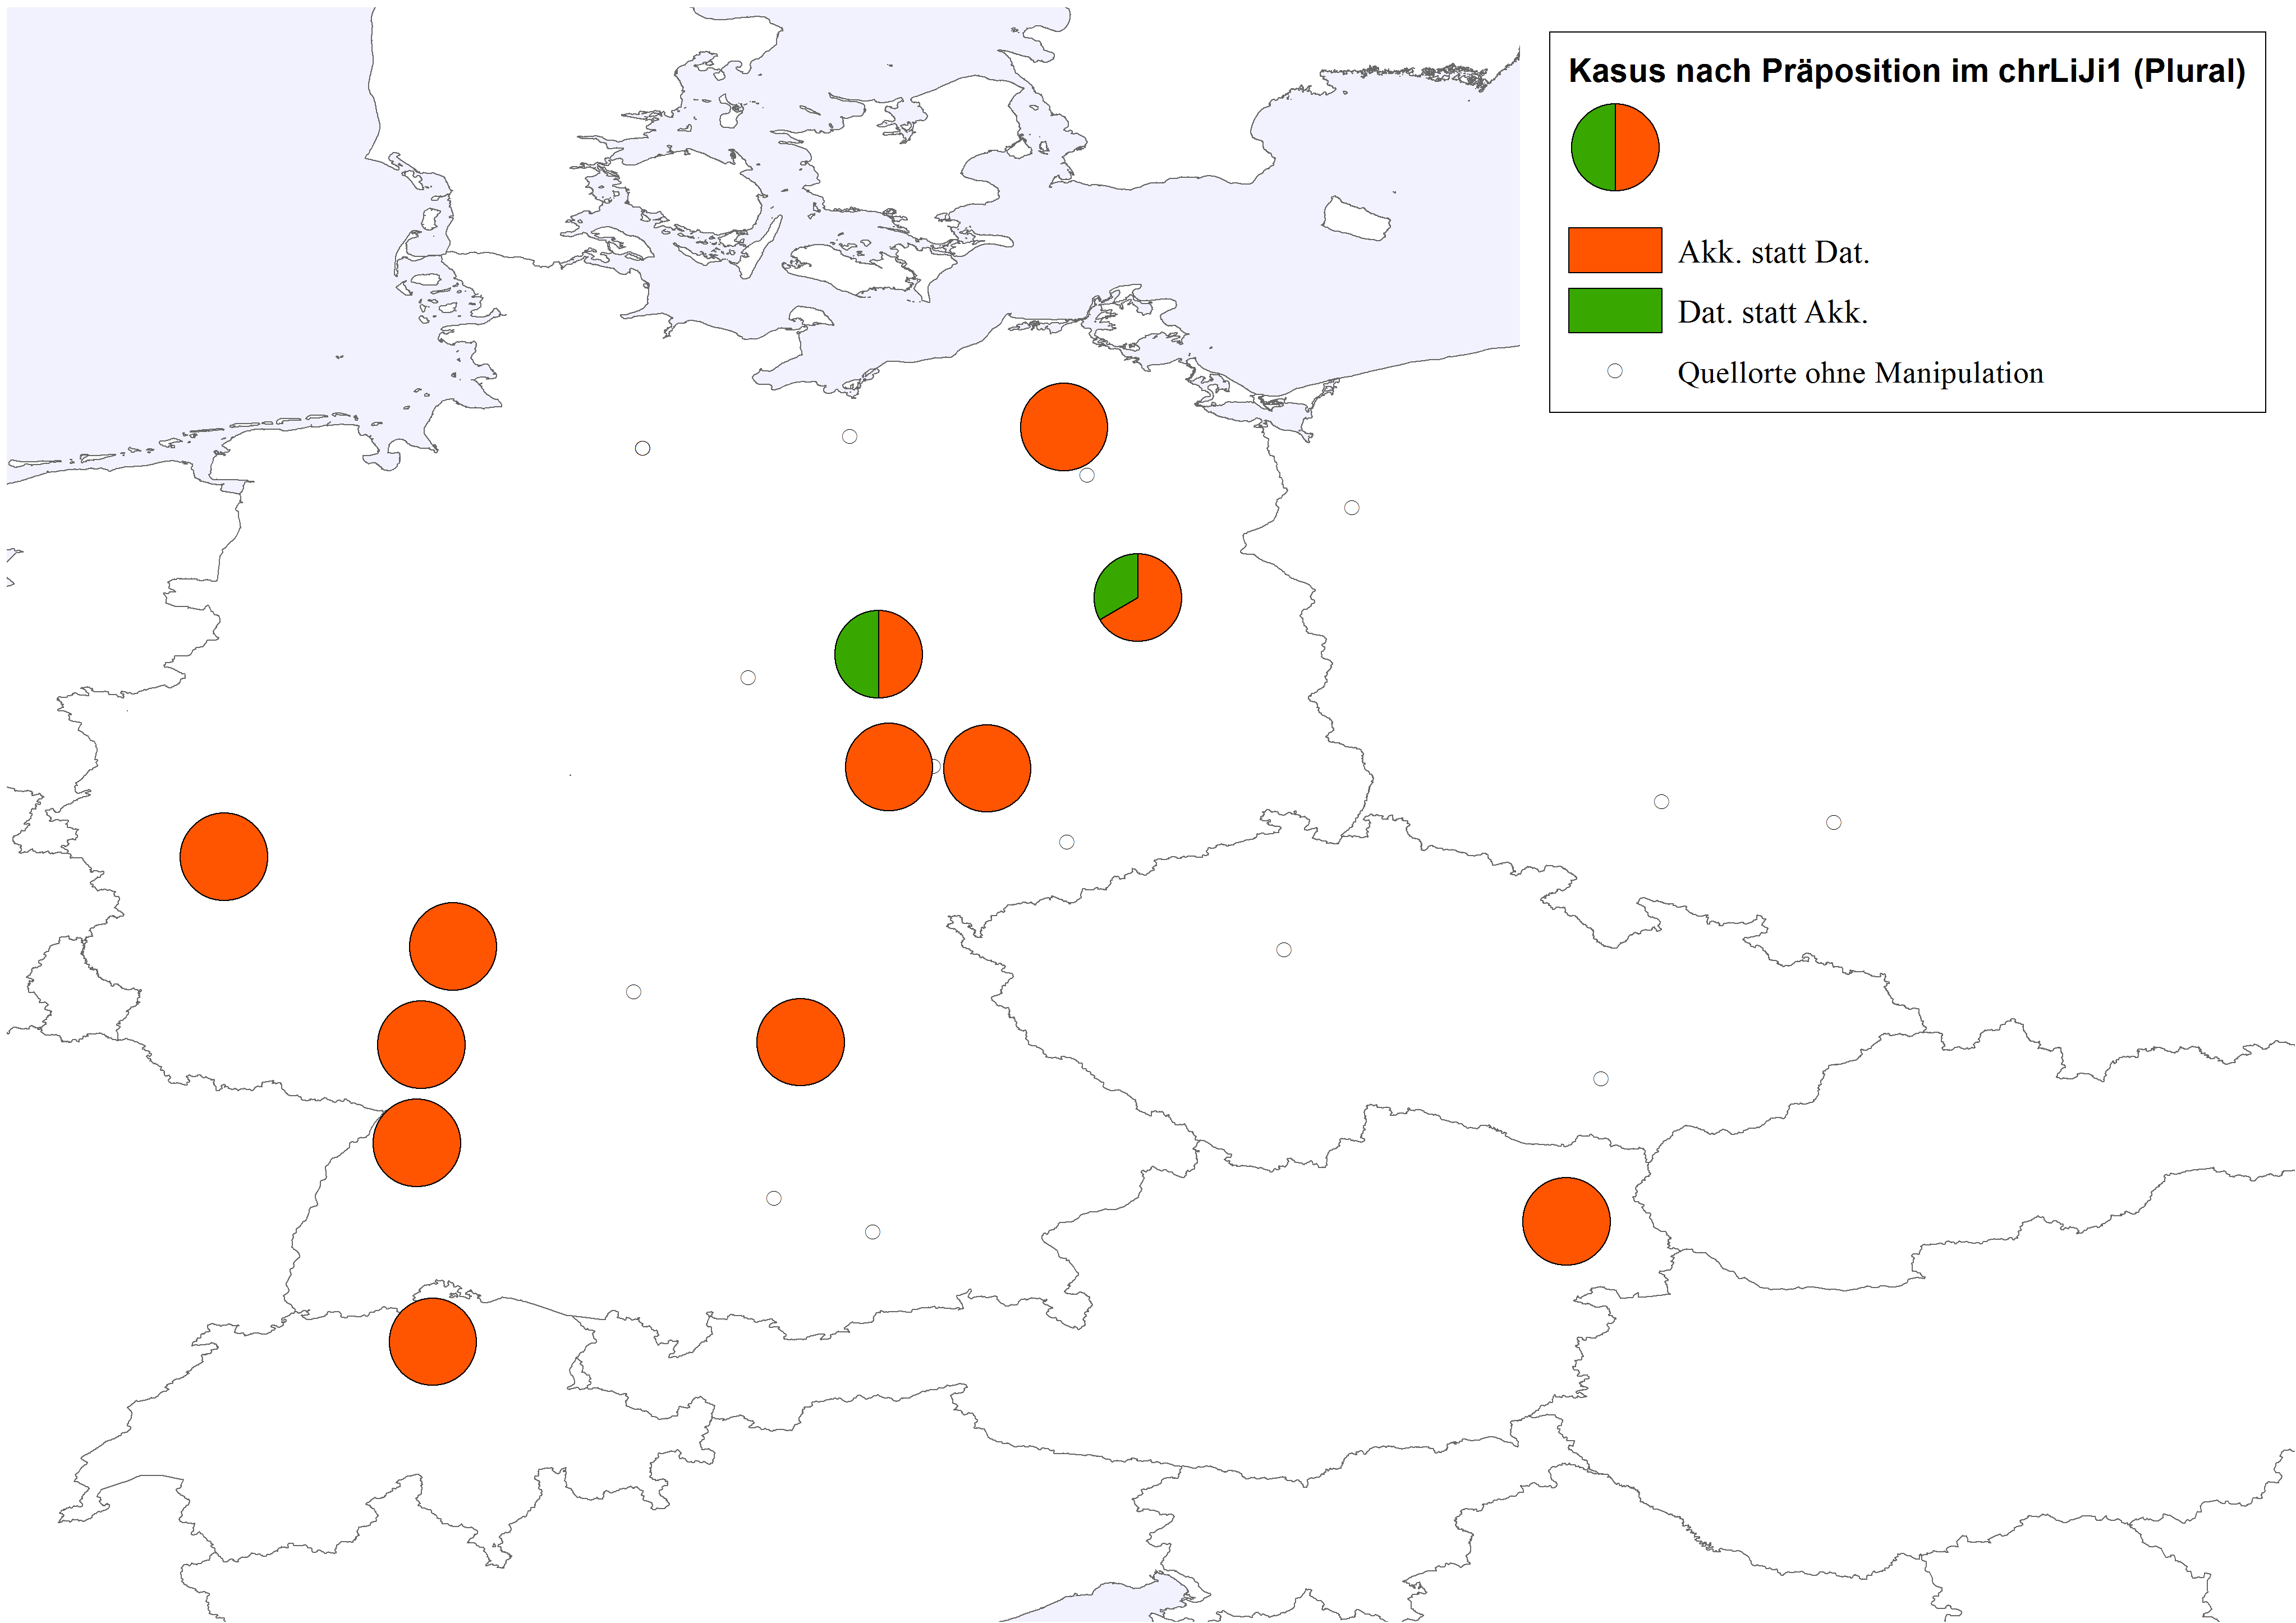 Kasus nach Präposition im chrLiJi1 (Plural)
Akk. statt Dat.
Dat. statt Akk.
Quellorte ohne Manipulation